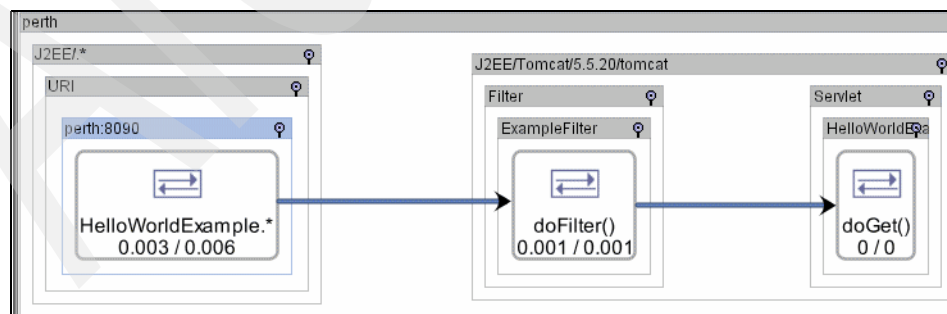 perth
J2EE/.*
URI
perth:8090
HelloWorldExample.*
0.003 / 0.006
J2EE/Tomcat/5.5.20/tomcat
Filter
ExampleFilter
doFilter()
0.001 / 0.001
Servlet
doGet()
0 / 0